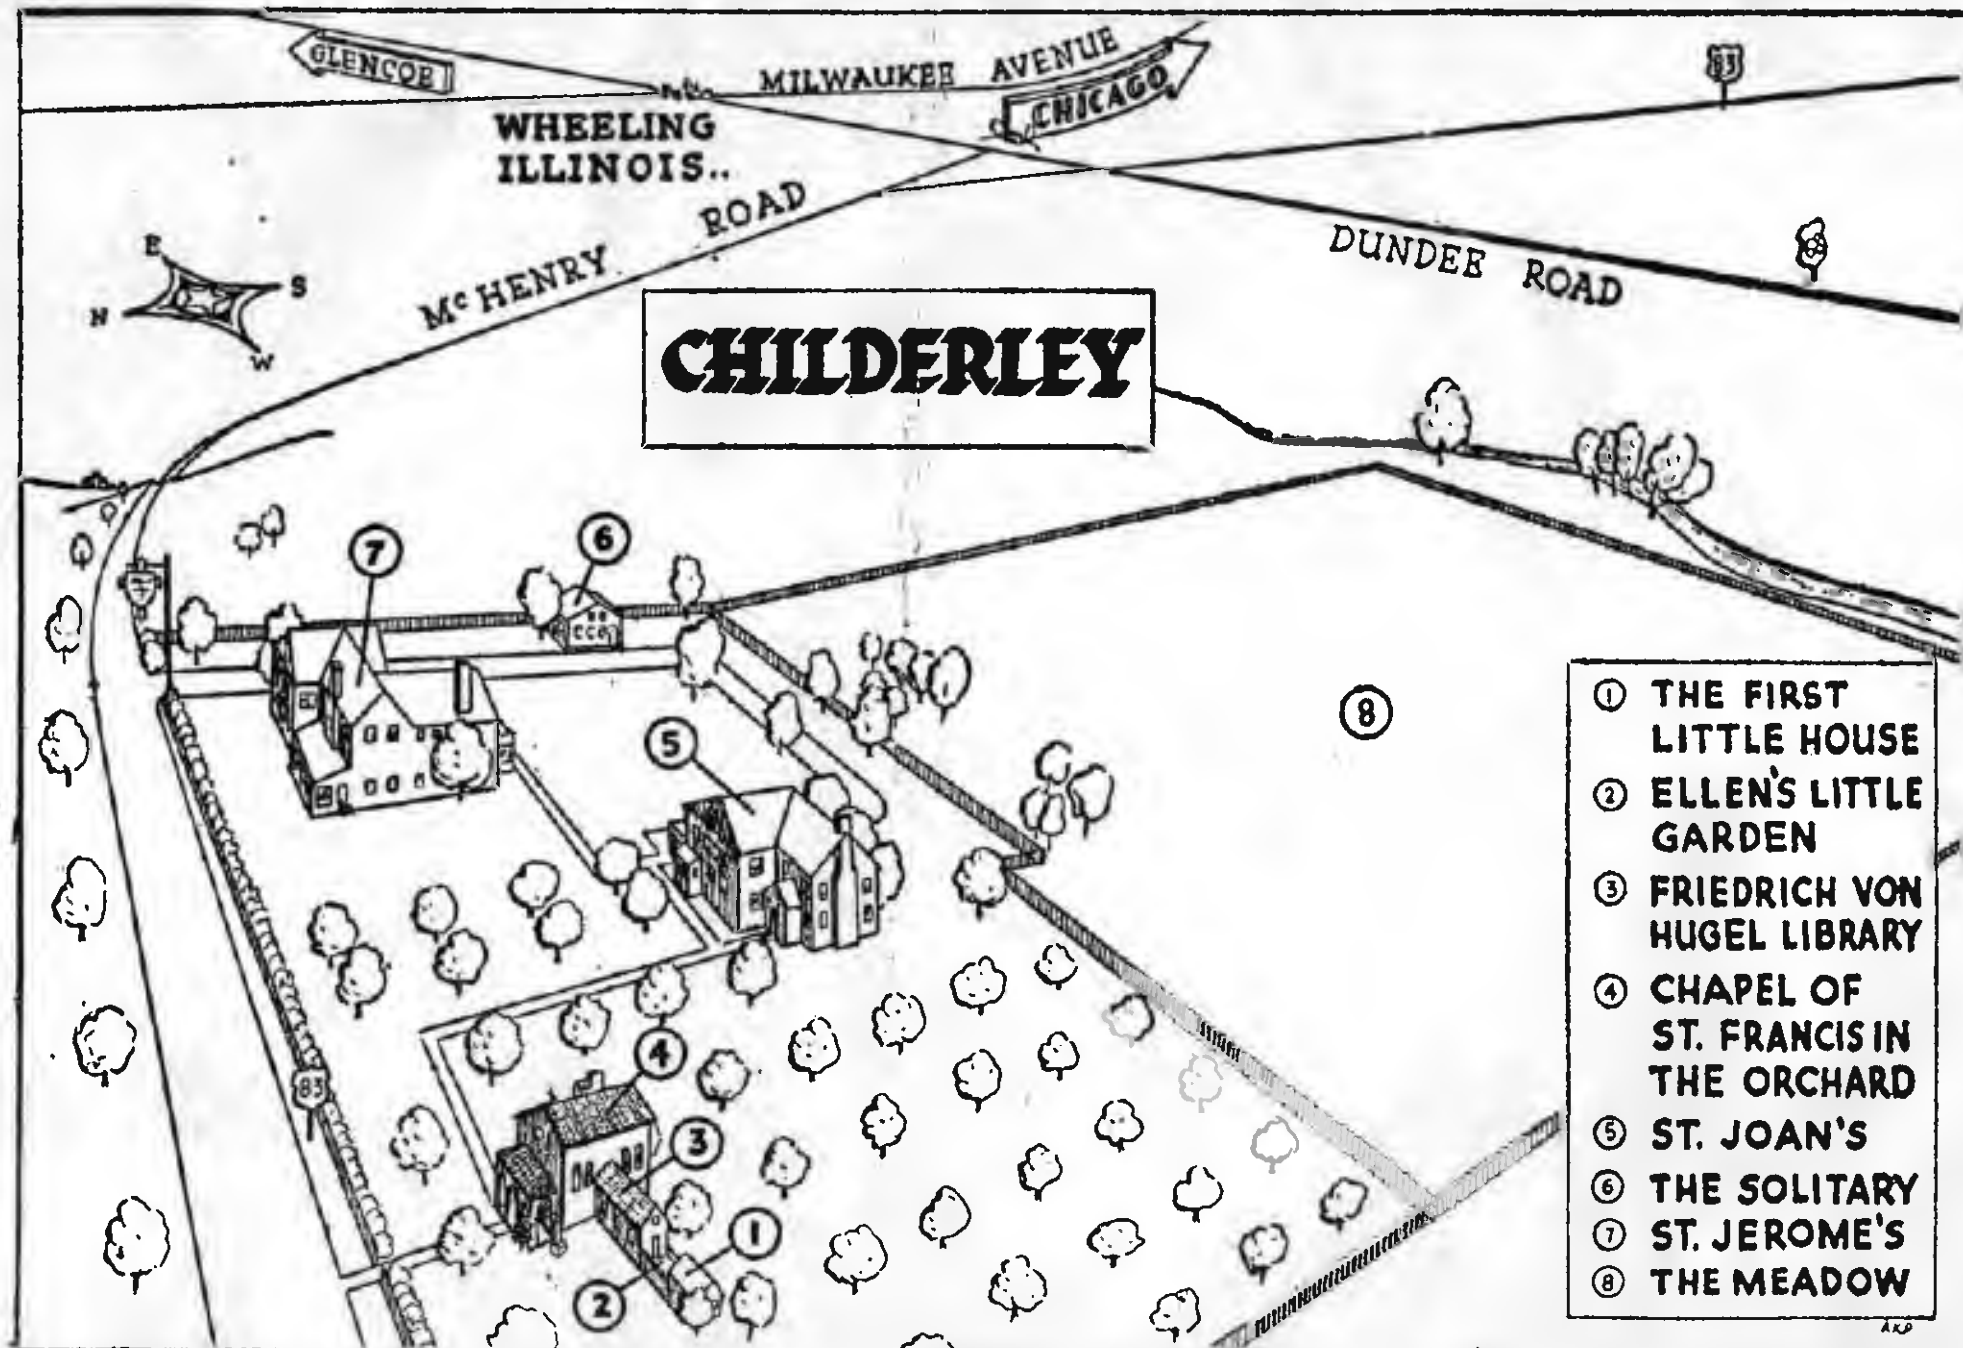 GLENCOE
MILWAUKEE AVENUE
CHICAGO
83
WHEELING
ILLINOIS..
McHENRY ROAD
DUNDEE ROAD
E
S
N
W
CHILDERLEY
7
6
5
8
4
3
1
2
83
① THE FIRST
LITTLE HOUSE
② ELLEN'S LITTLE
GARDEN
③ FRIEDRICH VON
HUGEL LIBRARY
④ CHAPEL OF
ST. FRANCIS IN
THE ORCHARD
⑤ ST. JOAN'S
⑥ THE SOLITARY
⑦ ST. JEROME'S
⑧ THE MEADOW